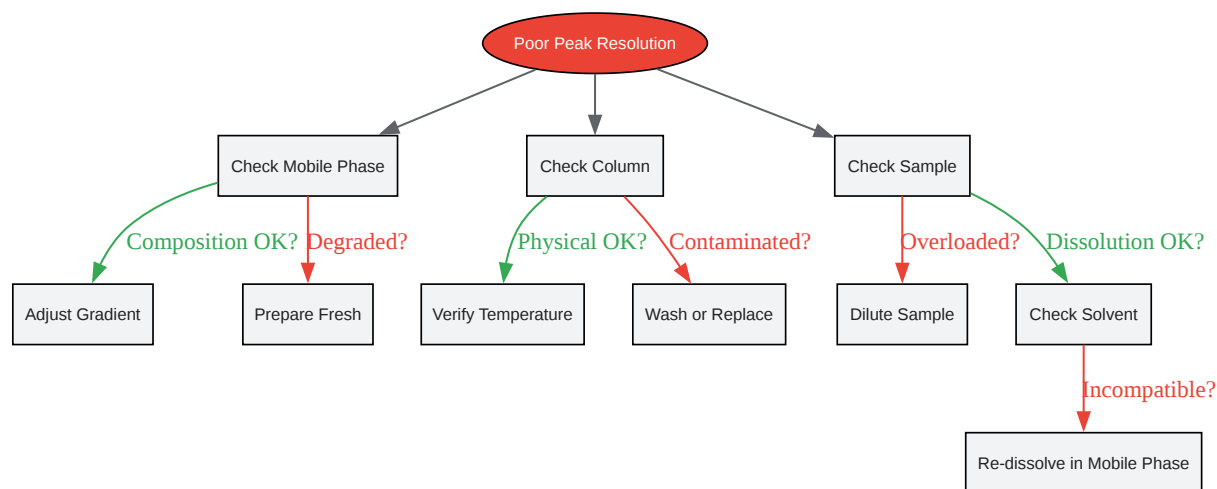 Poor Peak Resolution
Check Mobile Phase
Check Column
Check Sample
Composition OK?
Degraded?
Physical OK?
Contaminated?
Overloaded?
Dissolution OK?
Adjust Gradient
Prepare Fresh
Verify Temperature
Wash or Replace
Dilute Sample
Check Solvent
Incompatible?
Re-dissolve in Mobile Phase